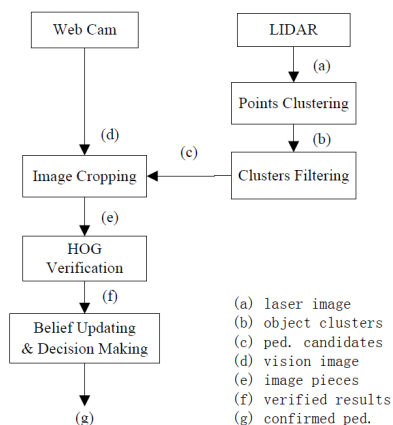 Web Cam
LIDAR
(a)
Points Clustering
(b)
(d)
(c)
Image Cropping
Clusters Filtering
(e)
HOG
Verification
(f)
Belief Updating
& Decision Making
(g)
(a) laser image
(b) object clusters
(c) ped. candidates
(d) vision image
(e) image pieces
(f) verified results
(g) confirmed ped.